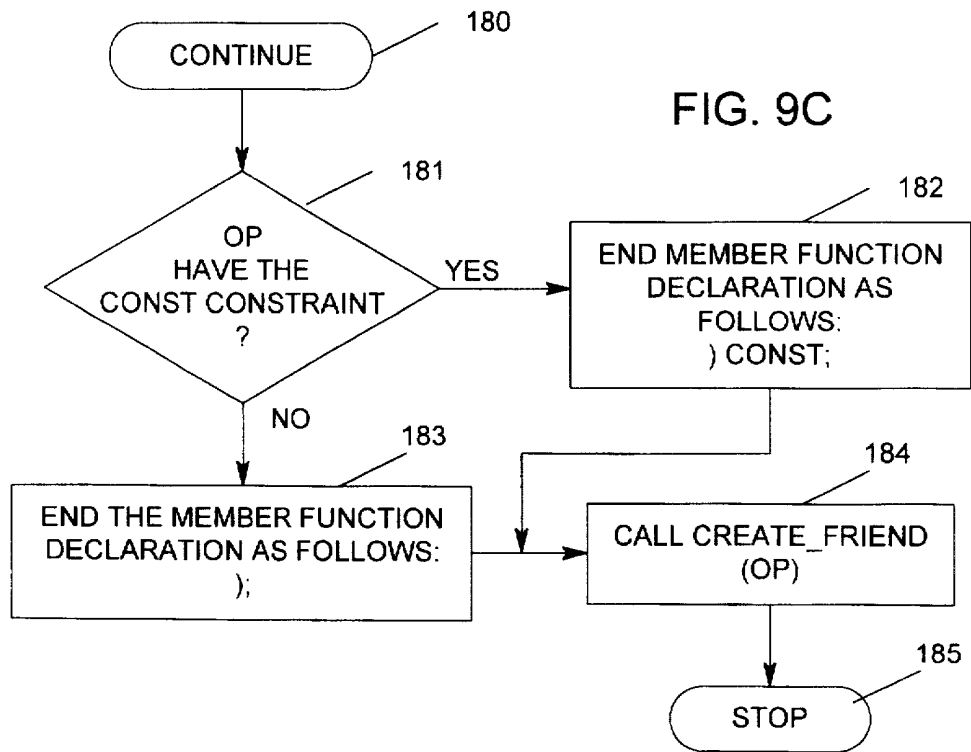 180
CONTINUE
FIG. 9C
181
OP
HAVE THE
CONST CONSTRAINT
?
YES
NO
182
END MEMBER FUNCTION
DECLARATION AS
FOLLOWS:
) CONST;
183
END THE MEMBER FUNCTION
DECLARATION AS FOLLOWS:
);
184
CALL CREATE_FRIEND
(OP)
185
STOP